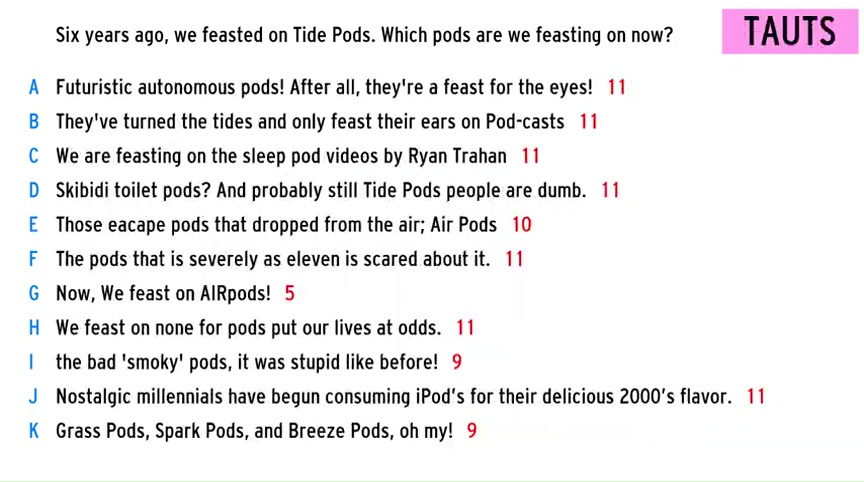 Six years ago, we feasted on Tide Pods. Which pods are we feasting on now?
TAUTS
A Futuristic autonomous pods! After all, they're a feast for the eyes! 11
B They've turned the tides and only feast their ears on Pod-casts 11
C We are feasting on the sleep pod videos by Ryan Trahan 11
D Skibidi toilet pods? And probably still Tide Pods people are dumb. 11
E Those eacape pods that dropped from the air; Air Pods 10
F The pods that is severely as eleven is scared about it. 11
G Now, We feast on AIRpods! 5
H We feast on none for pods put our lives at odds. 11
I the bad 'smoky' pods, it was stupid like before! 9
J Nostalgic millennials have begun consuming iPod's for their delicious 2000's flavor. 11
K Grass Pods, Spark Pods, and Breeze Pods, oh my! 9